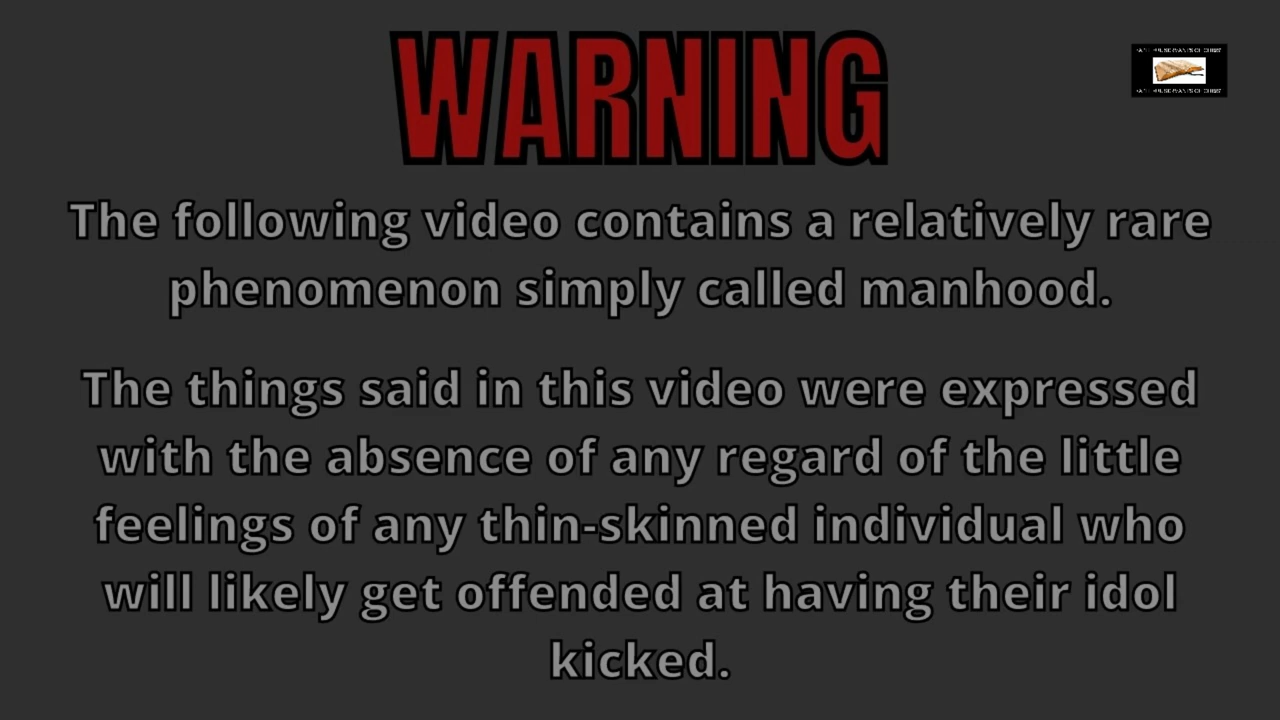 WARNING
The following video contains a relatively rare
phenomenon simply called manhood.
The things said in this video were expressed
with the absence of any regard of the little
feelings of any thin-skinned individual who
will likely get offended at having their idol
kicked.